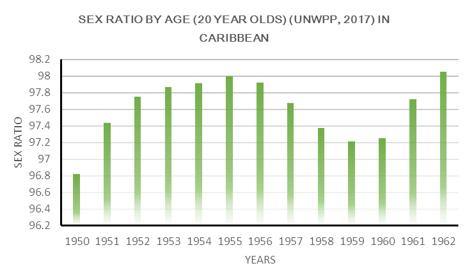 SEX RATIO BY AGE (20 YEAR OLDS) (UNWPP, 2017) IN
CARIBBEAN
98.2
98
97.8
97.6
97.4
97.2
97
96.8
96.6
96.4
96.2
SEX RATIO
1950 1951 1952 1953 1954 1955 1956 1957 1958 1959 1960 1961 1962
YEARS